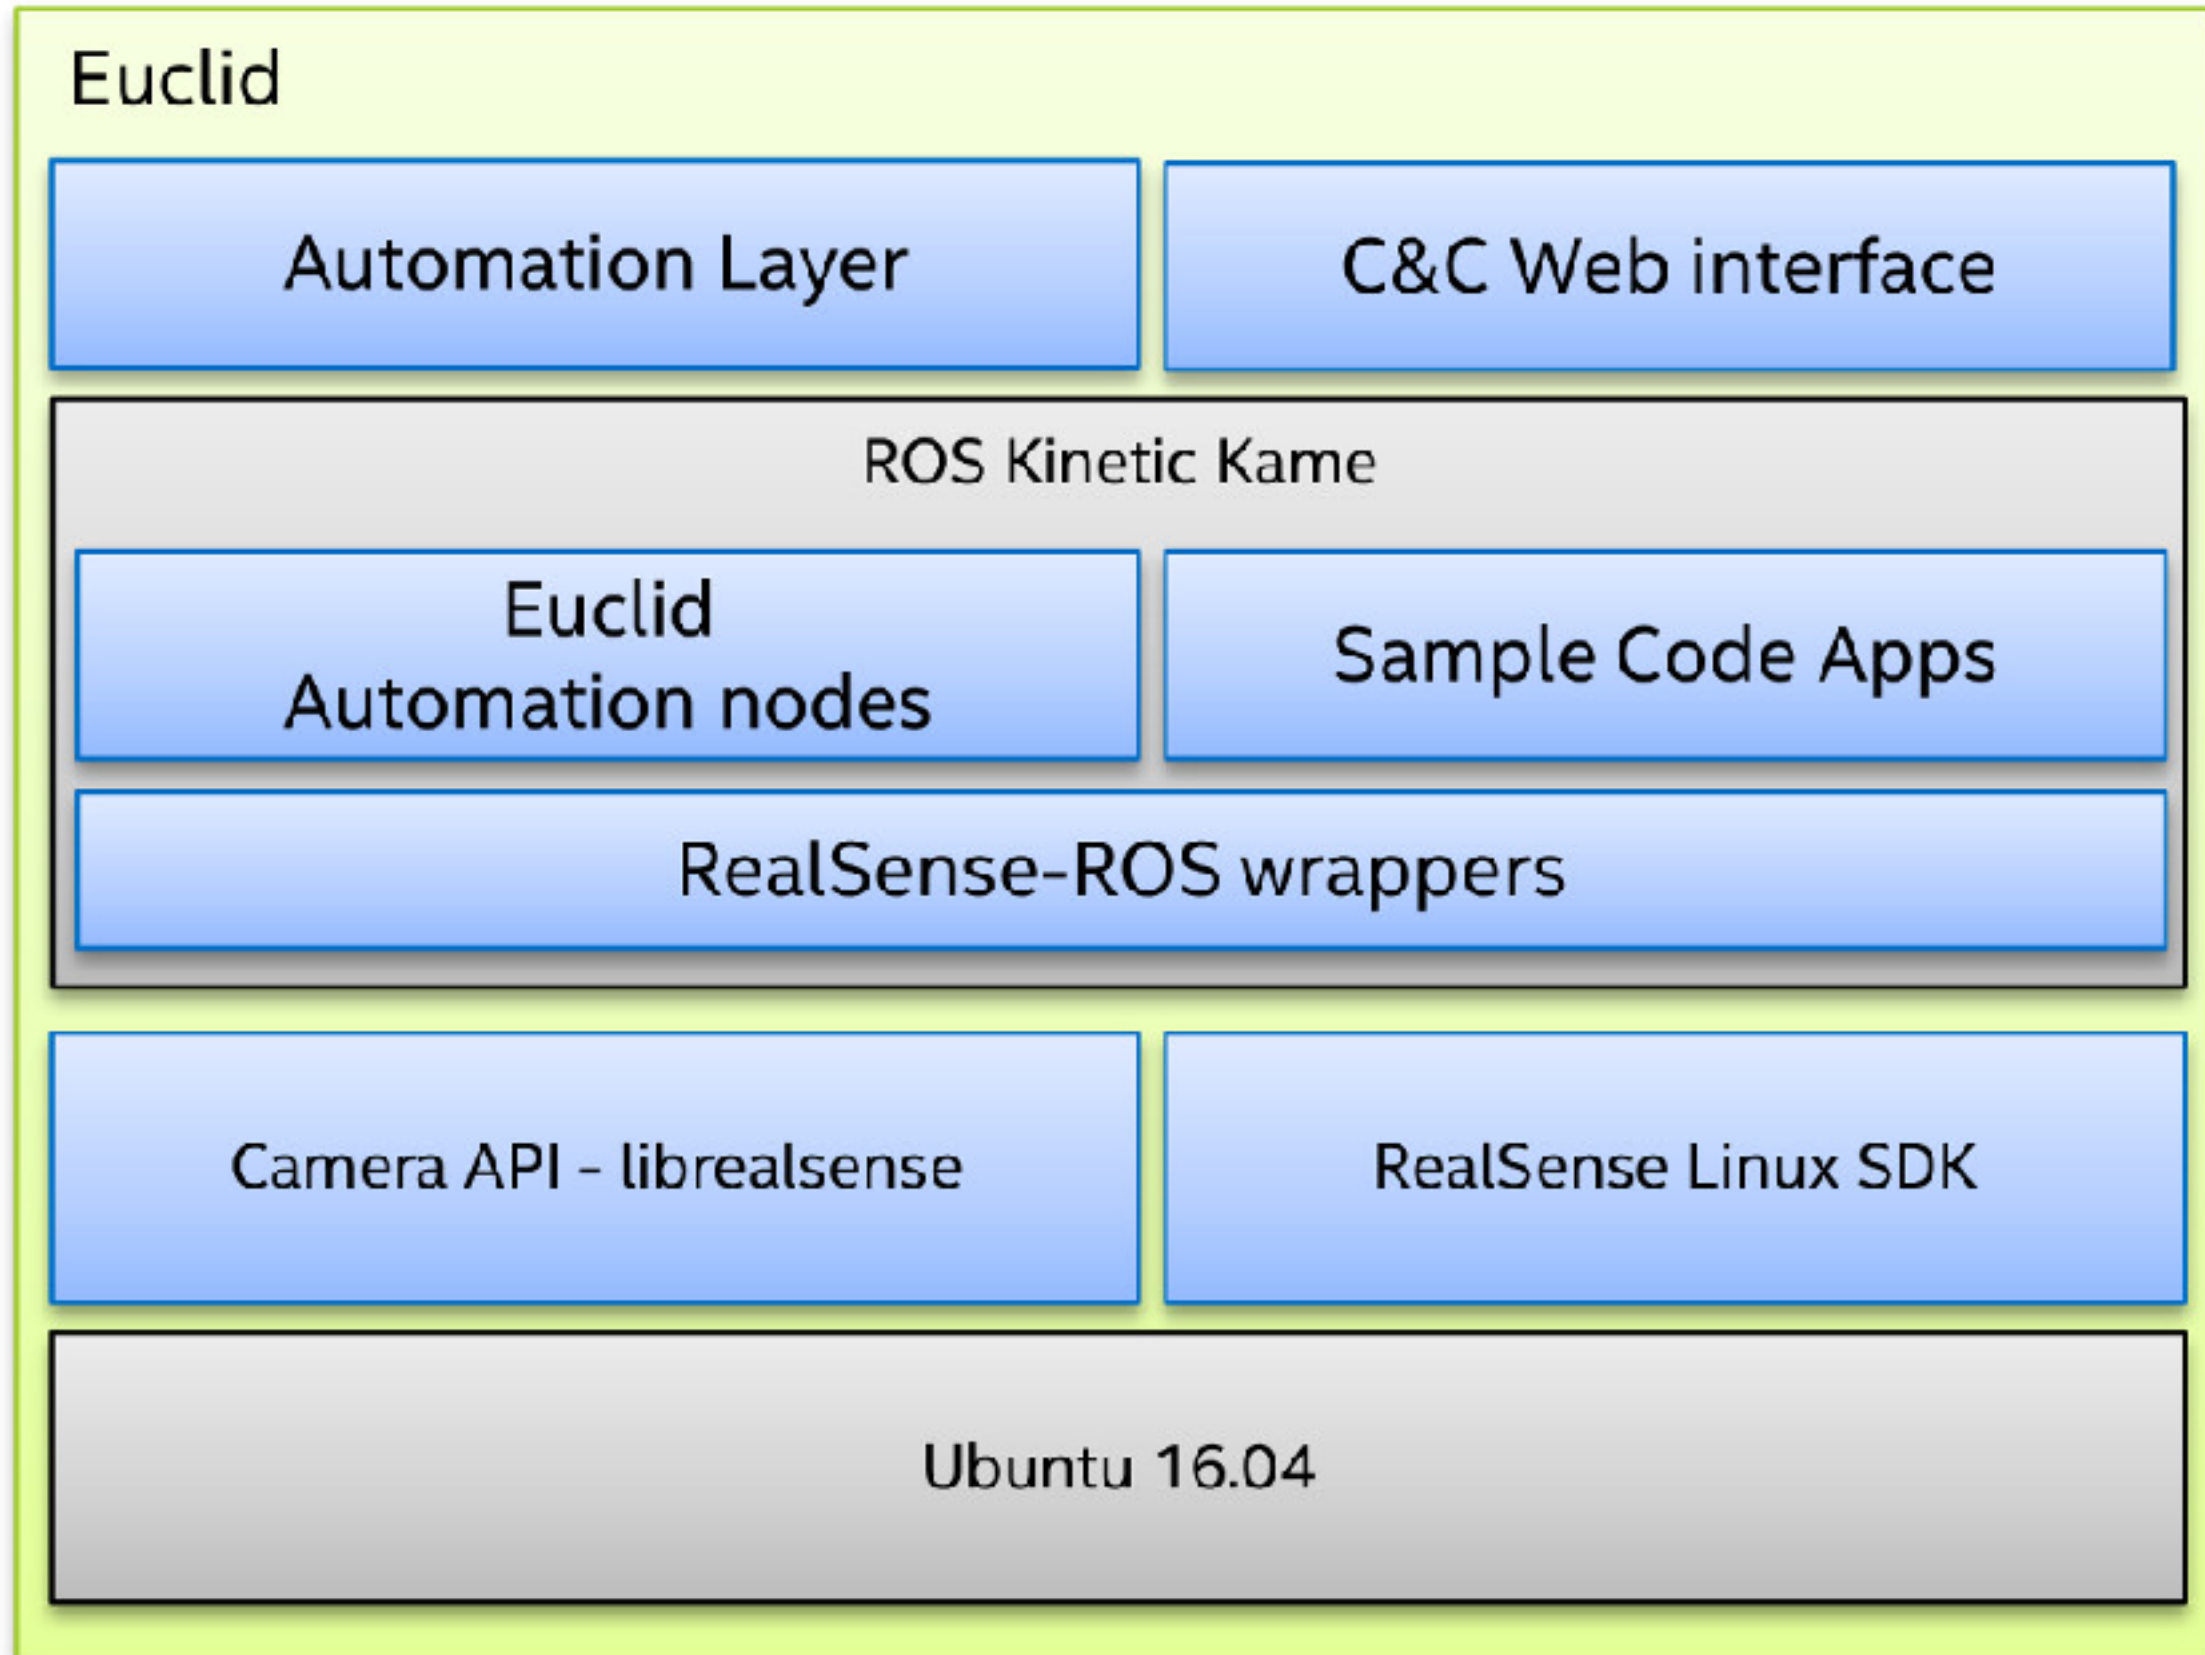 Euclid
Automation Layer
C&C Web interface
ROS Kinetic Kame
Euclid
Automation nodes
Sample Code Apps
RealSense-ROS wrappers
Camera API - librealsense
RealSense Linux SDK
Ubuntu 16.04